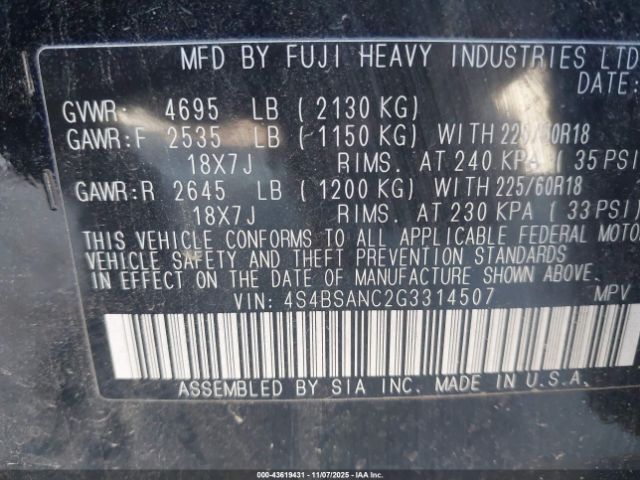 MFD BY FUJI HEAVY INDUSTRIES LTD
DATE:
GVWR: 4695 LB ( 2130 KG)
GAWR:F 2535 LB ( 1150 KG) WITH 225/60R18
18X7J RIMS. AT 240 KPA ( 35 PSI
GAWR:R 2645 LB ( 1200 KG) WITH 225/60R18
18X7J RIMS. AT 230 KPA ( 33 PSI)
THIS VEHICLE CONFORMS TO ALL APPLICABLE FEDERAL MOTO
VEHICLE SAFETY AND THEFT PREVENTION STANDARDS
IN EFFECT ON THE DATE OF MANUFACTURE SHOWN ABOVE.
VIN: 4S4BSANC2G3314507 MPV
ASSEMBLED BY SIA INC. MADE IN U.S.A.
000-43619431 - 11/07/2025 - IAAI.COM